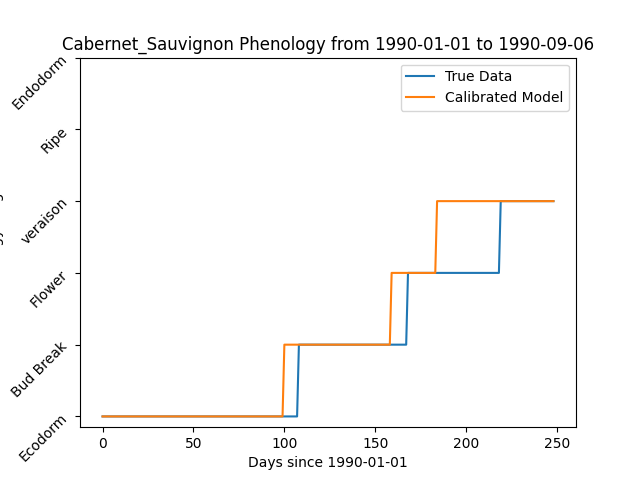 Cabernet_Sauvignon Phenology from 1990-01-01 to 1990-09-06
True Data
Calibrated Model
Endodorm
Ripe
veraison
Flower
Bud Break
Ecodorm
0 50 100 150 200 250
Days since 1990-01-01